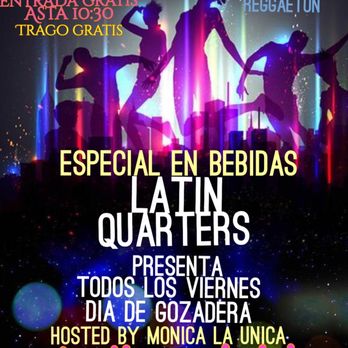 ENTRADA GRATIS
REGGAETON
ASTA 10:30
TRAGO GRATIS
ESPECIAL EN BEBIDAS
LATIN
QUARTERS
PRESENTA
TODOS LOS VIERNES
DIA DE GOZADERA
HOSTED BY MONICA LA UNICA.